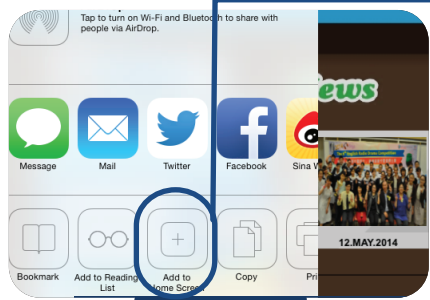 Tap to turn on Wi-Fi and Bluetooth to share with
people via AirDrop.
ews
Message Mail Twitter Facebook Sina W
12.MAY.2014
Bookmark Add to Reading List Add to Home Screen Copy Pri